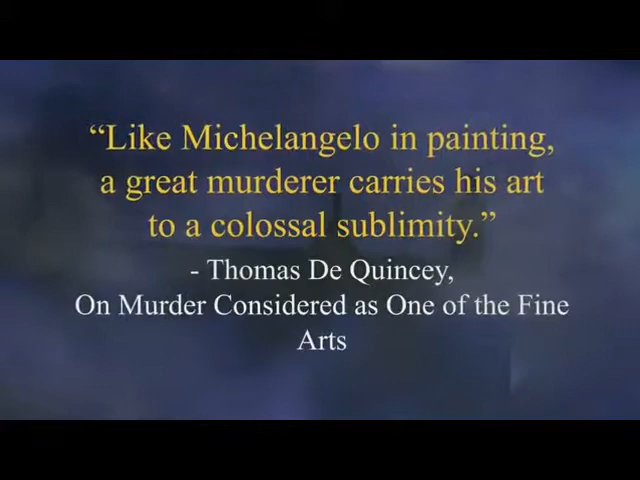 “Like Michelangelo in painting,
a great murderer carries his art
to a colossal sublimity.”
- Thomas De Quincey,
On Murder Considered as One of the Fine
Arts